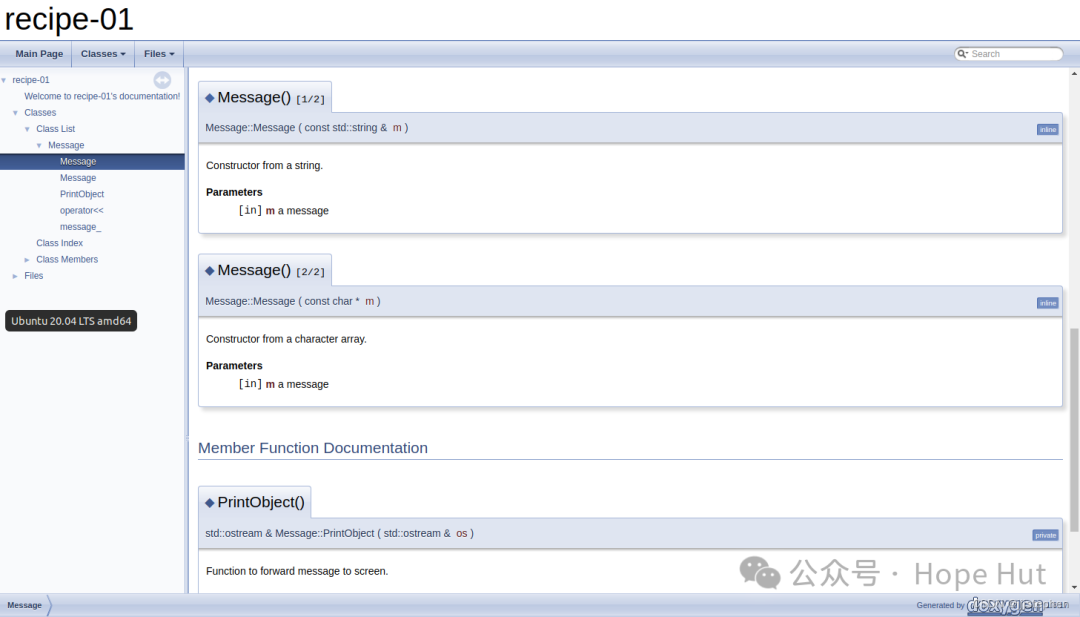 recipe-01
Main Page
Classes
Files
Search
recipe-01
Welcome to recipe-01's documentation!
Classes
Class List
Message
Message
Message
PrintObject
operator<<
message_
Class Index
Class Members
Files
Ubuntu 20.04 LTS amd64
Message() [1/2]
Message::Message ( const std::string & m )
inline
Constructor from a string.
Parameters
[in] m a message
Message() [2/2]
Message::Message ( const char * m )
inline
Constructor from a character array.
Parameters
[in] m a message
Member Function Documentation
PrintObject()
std::ostream & Message::PrintObject ( std::ostream & os )
private
Function to forward message to screen.
公众号 · Hope Hut
Message
Generated by doxygen